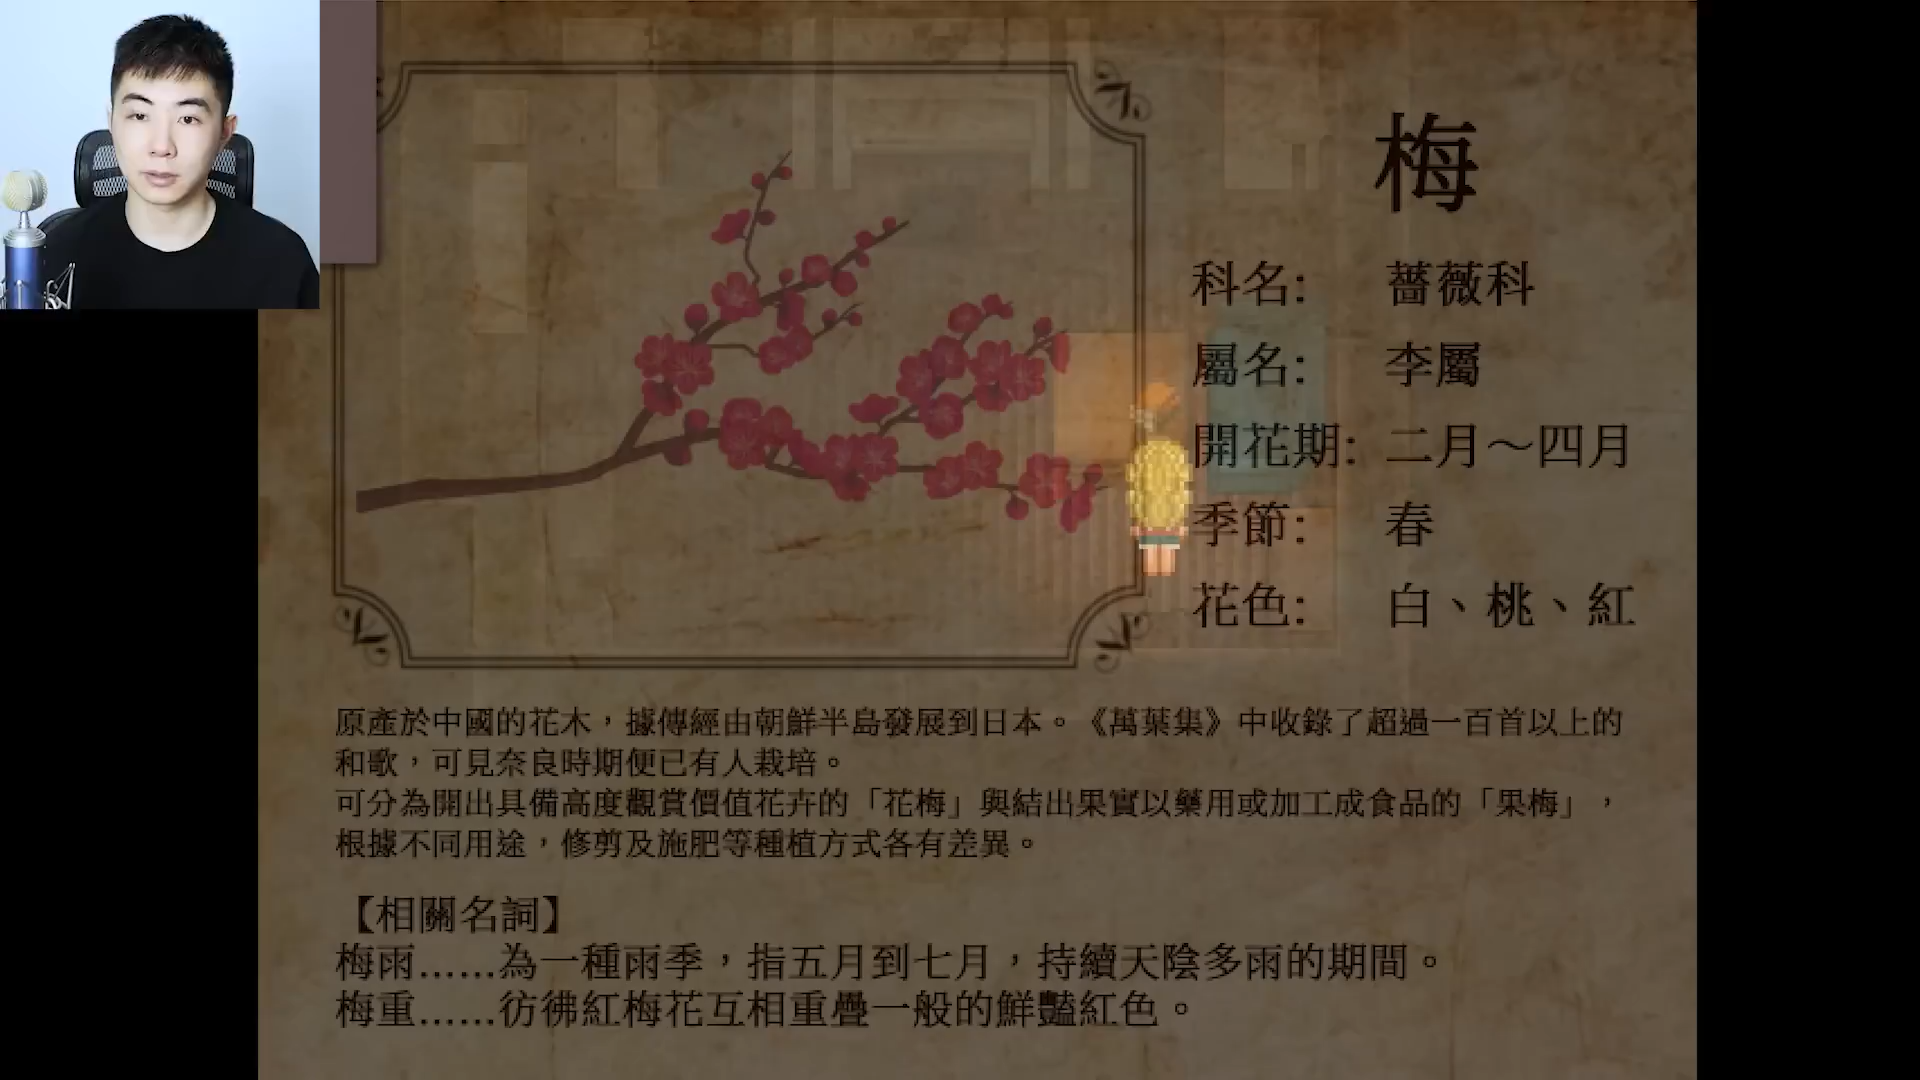 梅
科名: 薔薇科
屬名: 李屬
開花期: 二月～四月
季節: 春
花色: 白、桃、紅
原產於中國的花木，據傳經由朝鮮半島發展到日本。《萬葉集》中收錄了超過一百首以上的
和歌，可見奈良時期便已有人栽培。
可分為開出具備高度觀賞價值花卉的「花梅」與結出果實以藥用或加工成食品的「果梅」，
根據不同用途，修剪及施肥等種植方式各有差異。
【相關名詞】
梅雨……為一種雨季，指五月到七月，持續天陰多雨的期間。
梅重……彷彿紅梅花互相重疊一般的鮮豔紅色。